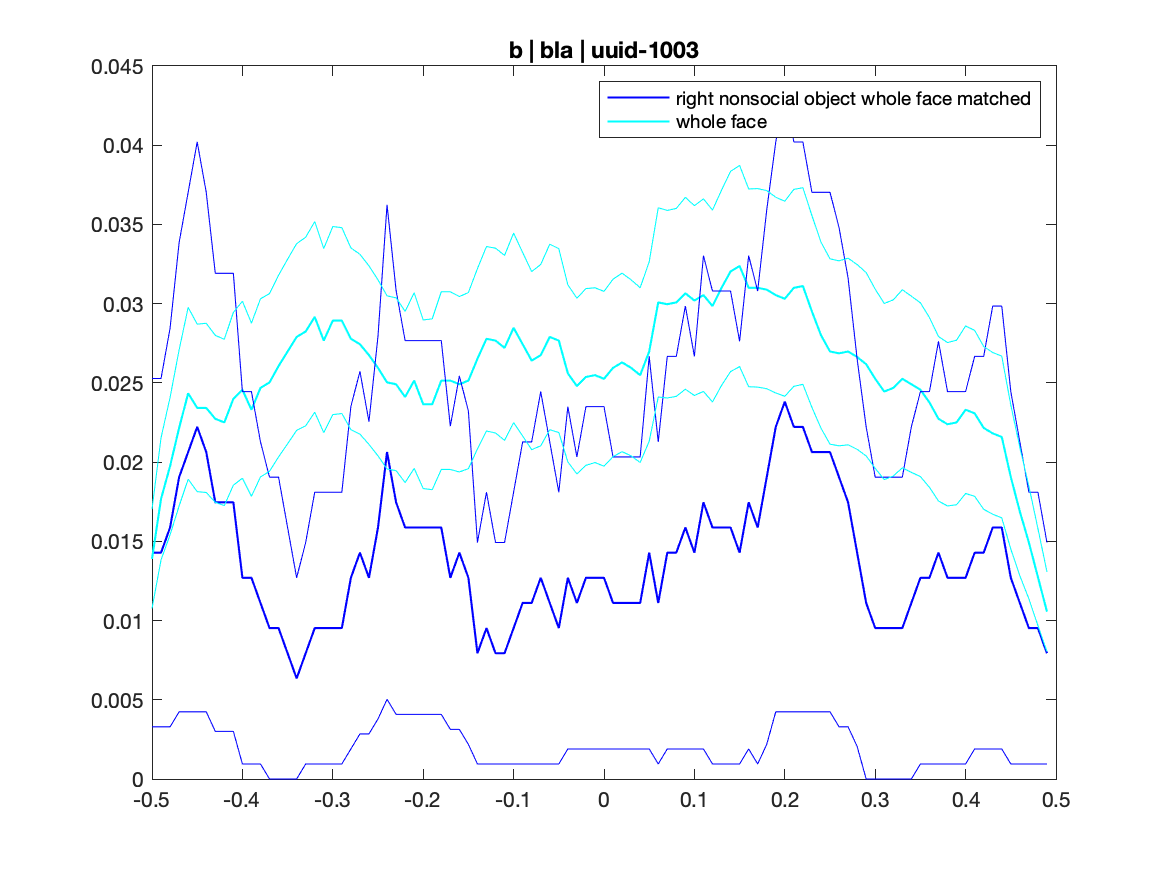 b | bla | uuid-1003
right nonsocial object whole face matched
whole face
0.045
0.04
0.035
0.03
0.025
0.02
0.015
0.01
0.005
0
-0.5 -0.4 -0.3 -0.2 -0.1 0 0.1 0.2 0.3 0.4 0.5